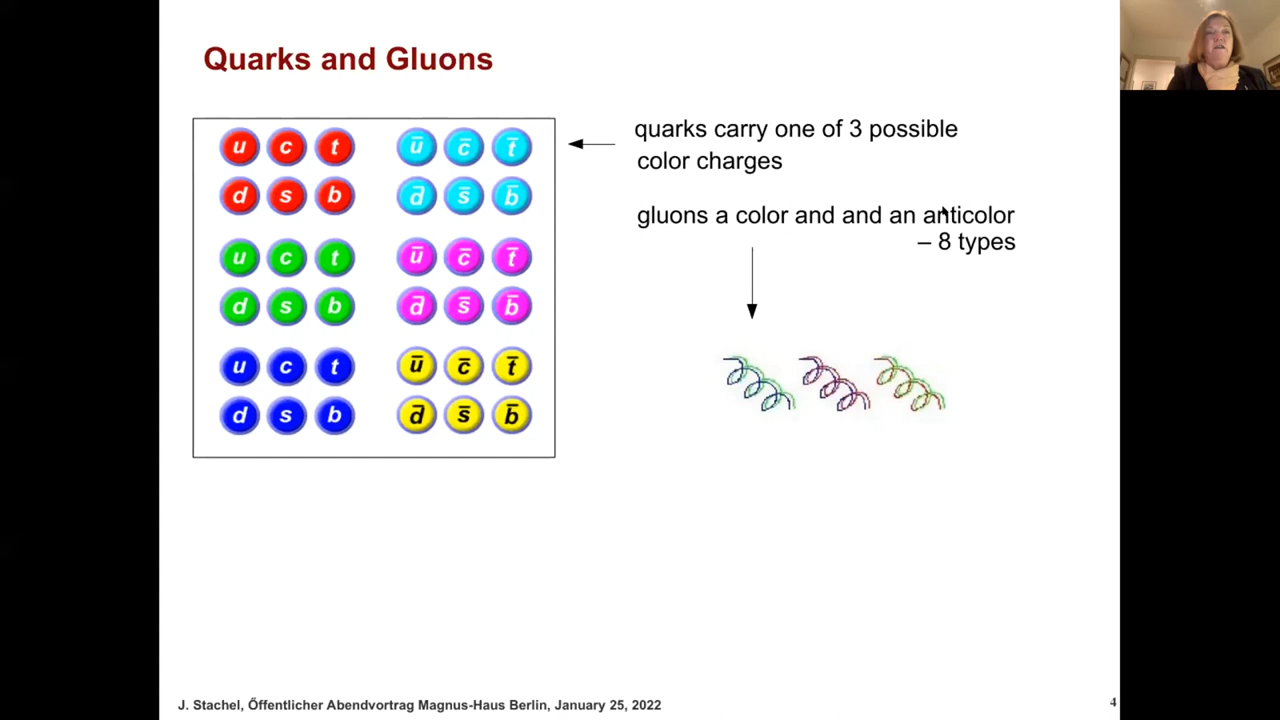 Quarks and Gluons
u c t ū c̄ t̄
d s b d̄ s̄ b̄
u c t ū c̄ t̄
d s b d̄ s̄ b̄
u c t ū c̄ t̄
d s b d̄ s̄ b̄
quarks carry one of 3 possible
color charges
gluons a color and and an anticolor
– 8 types
J. Stachel, Öffentlicher Abendvortrag Magnus-Haus Berlin, January 25, 2022
4